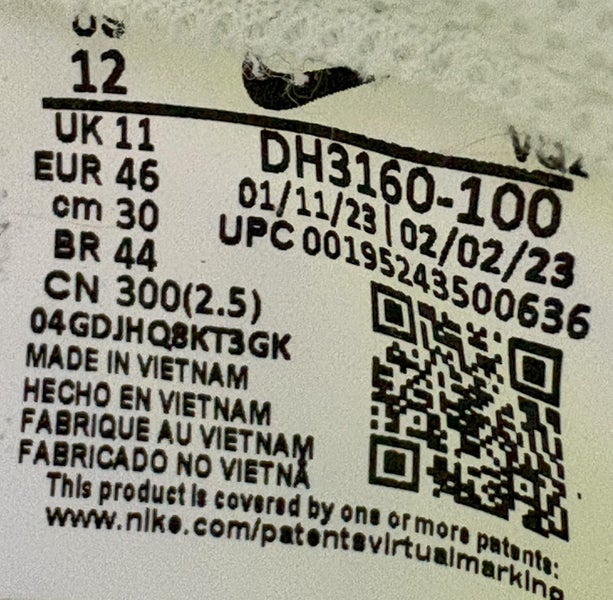 US
12
UK 11
EUR 46
cm 30
BR 44
CN 300(2.5)
04GDJHQ8KT3GK
MADE IN VIETNAM
HECHO EN VIETNAM
FABRIQUE AU VIETNAM
FABRICADO NO VIETNÃ
DH3160-100
01/11/23 | 02/02/23
UPC 00195243500636
This product is covered by one or more patents:
www.nike.com/patentsvirtualmarking